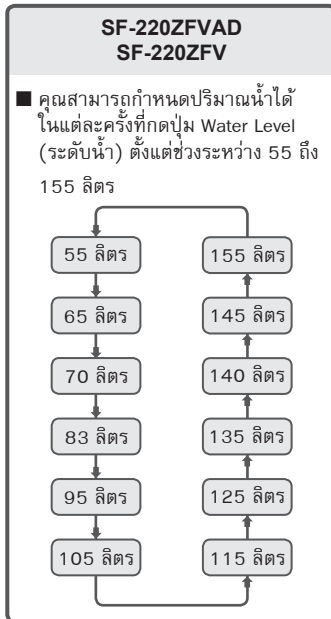 SF-220ZFVAD
SF-220ZFV
■ คุณสามารถกำหนดปริมาณน้ำได้
ในแต่ละครั้งที่กดปุ่ม Water Level
(ระดับน้ำ) ตั้งแต่ช่วงระหว่าง 55 ถึง
155 ลิตร
55 ลิตร
65 ลิตร
70 ลิตร
83 ลิตร
95 ลิตร
105 ลิตร
115 ลิตร
125 ลิตร
135 ลิตร
140 ลิตร
145 ลิตร
155 ลิตร